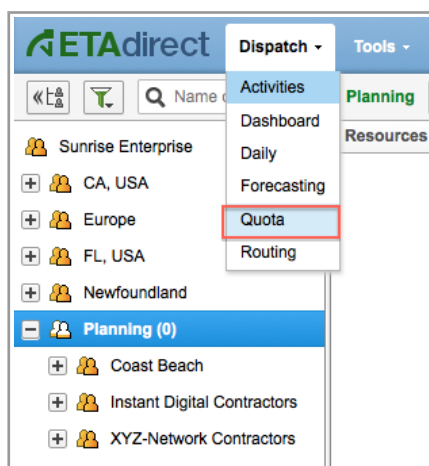 ETAdirect
Dispatch
Tools
Name
Planning
Resources
Activities
Dashboard
Daily
Forecasting
Quota
Routing
Sunrise Enterprise
CA, USA
Europe
FL, USA
Newfoundland
Planning (0)
Coast Beach
Instant Digital Contractors
XYZ-Network Contractors